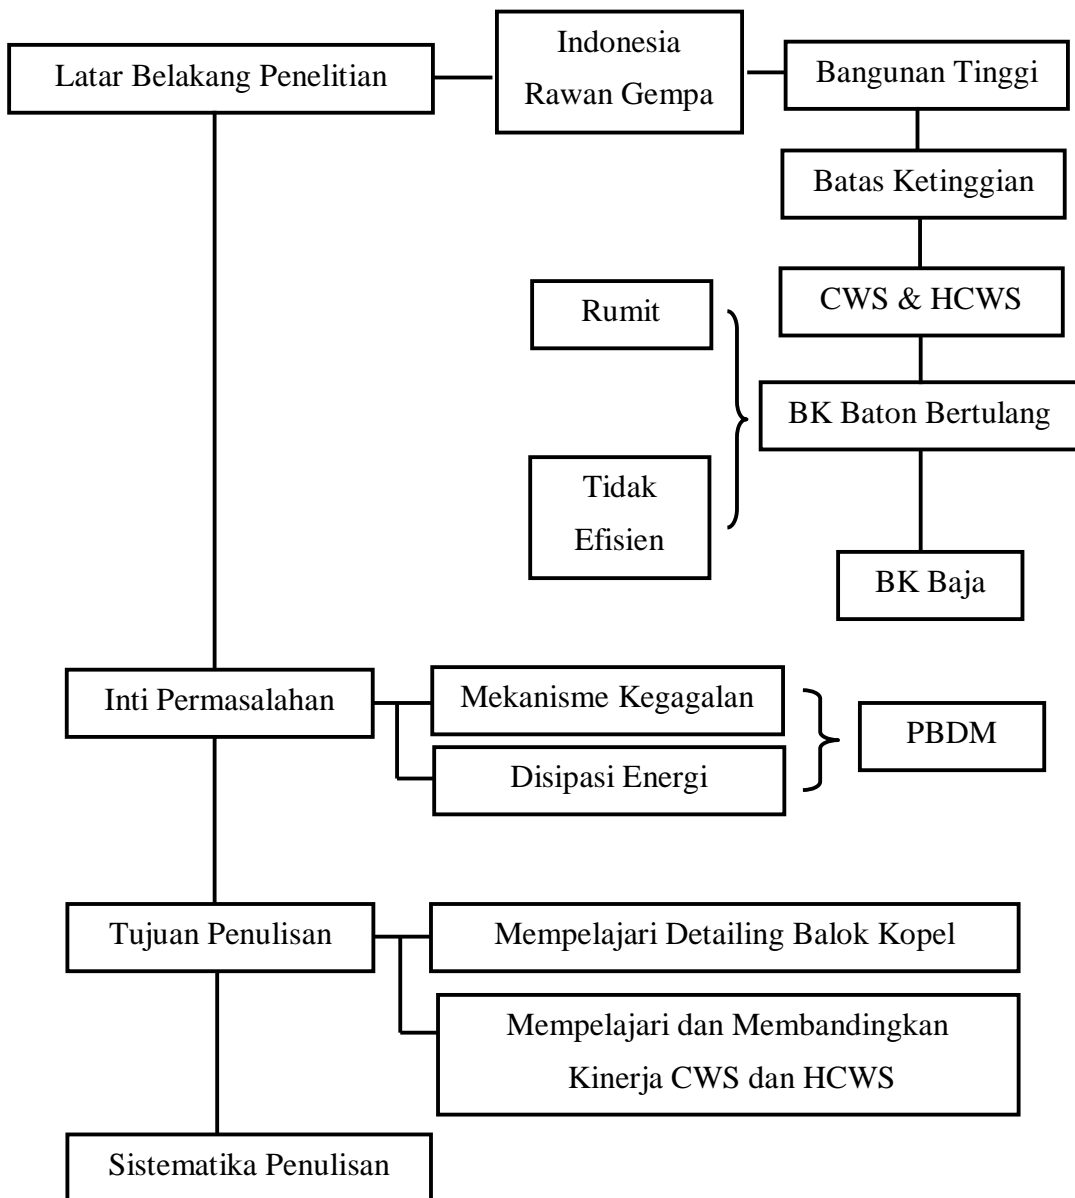 Latar Belakang Penelitian
Indonesia
Rawan Gempa
Bangunan Tinggi
Batas Ketinggian
CWS & HCWS
Rumit
BK Baton Bertulang
Tidak
Efisien
BK Baja
Inti Permasalahan
Mekanisme Kegagalan
Disipasi Energi
PBDM
Tujuan Penulisan
Mempelajari Detailing Balok Kopel
Mempelajari dan Membandingkan
Kinerja CWS dan HCWS
Sistematika Penulisan